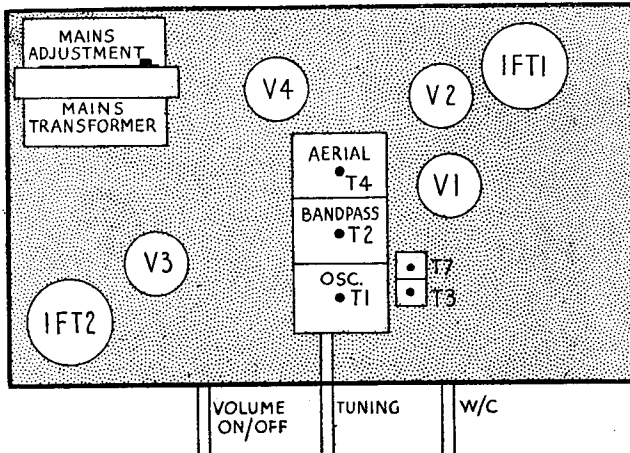 MAINS
ADJUSTMENT
MAINS
TRANSFORMER
V4
V2
IFT1
AERIAL
T4
V1
BANDPASS
T2
V3
T7
OSC.
T1
T3
IFT2
VOLUME
ON/OFF
TUNING
W/C